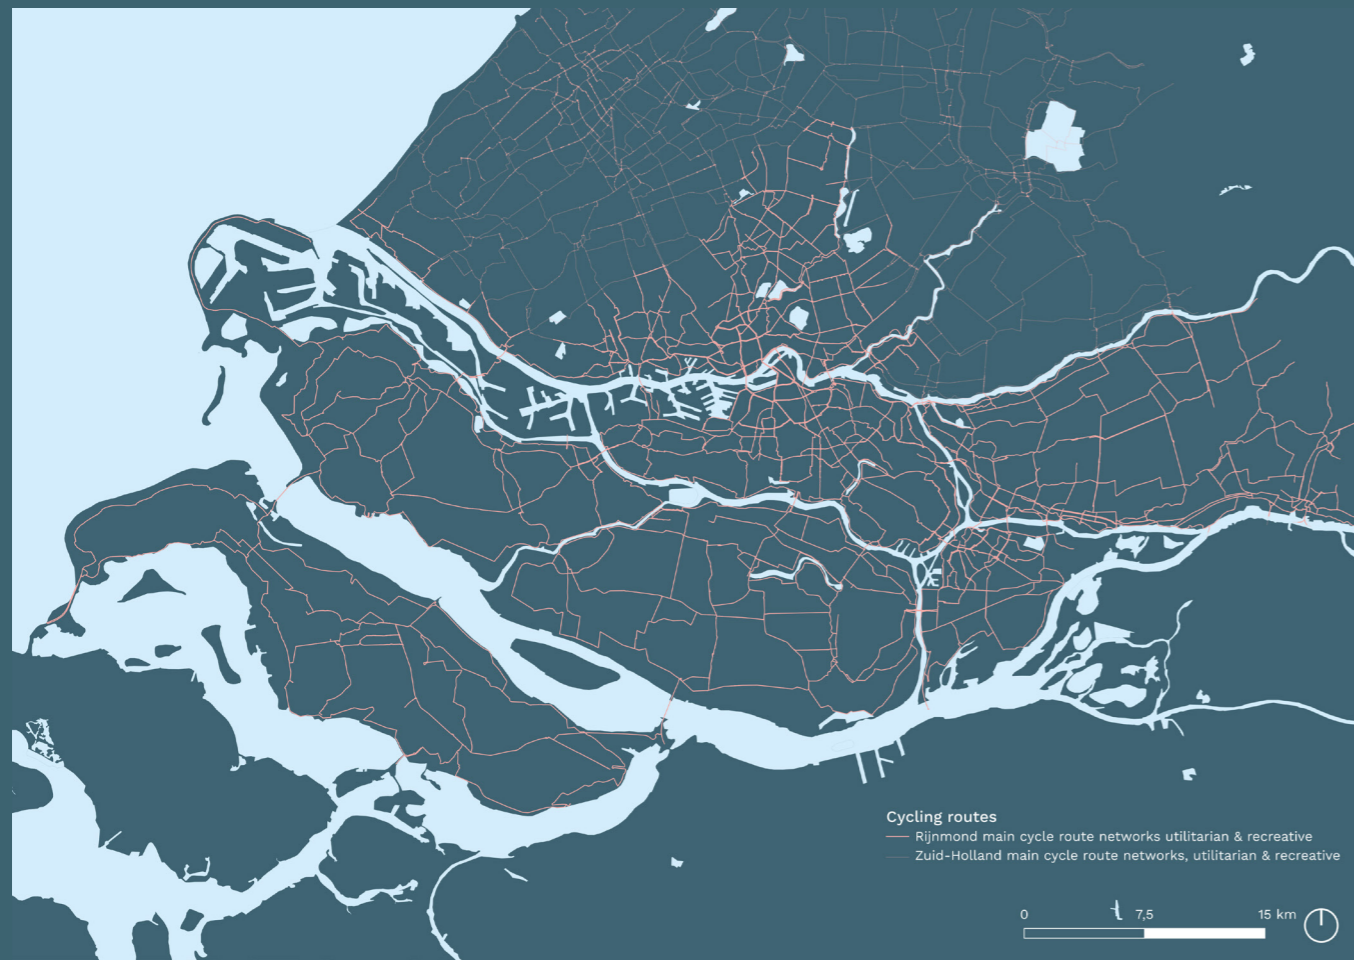 Cycling routes
Rijnmond main cycle route networks utilitarian & recreative
Zuid-Holland main cycle route networks, utilitarian & recreative
0 7,5 15 km